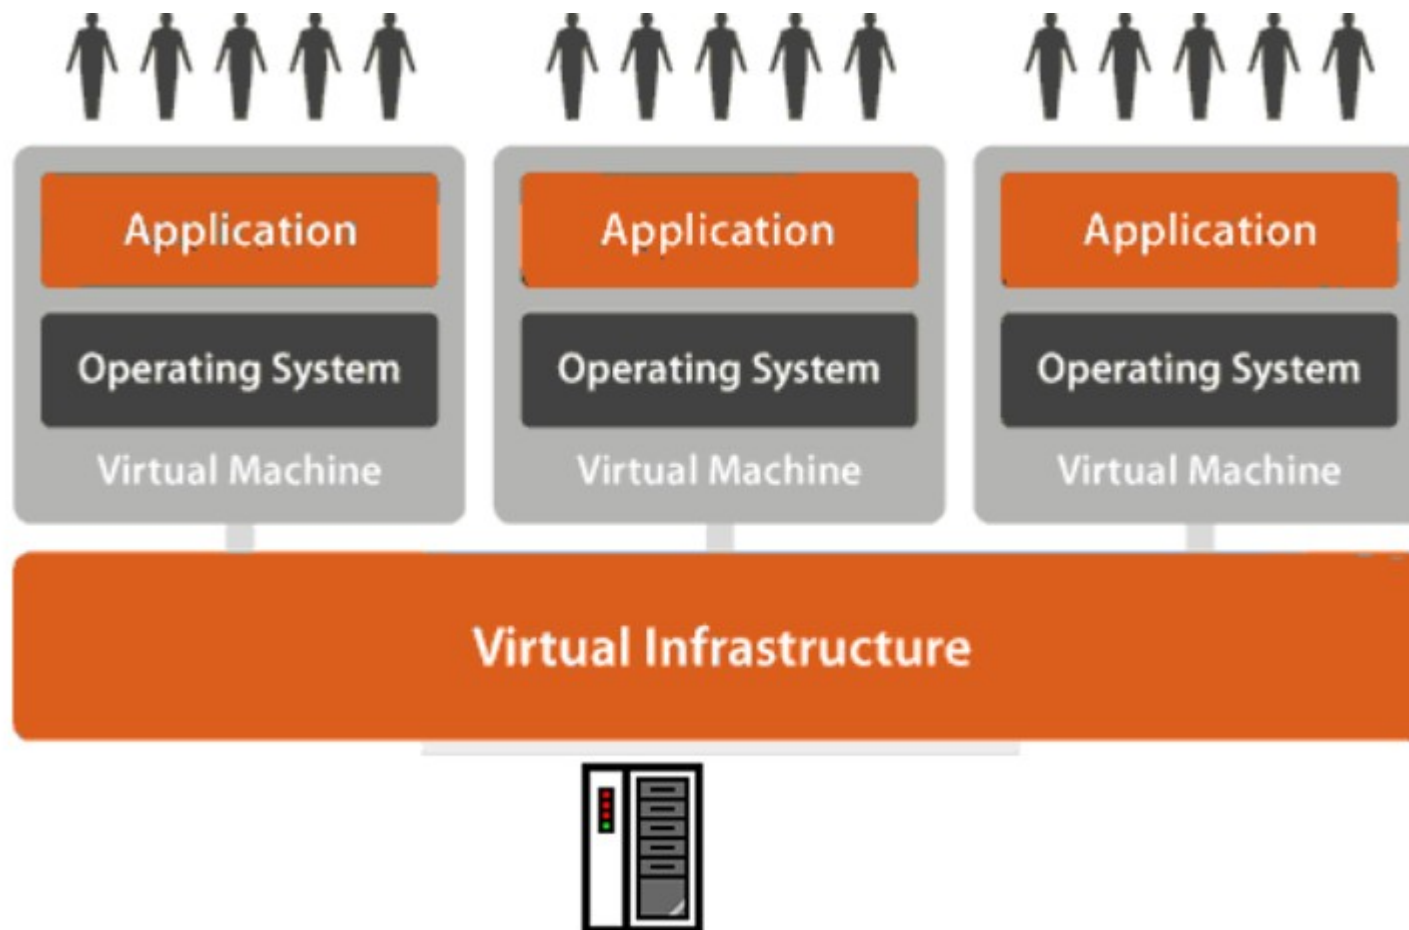 Application
Application
Application
Operating System
Operating System
Operating System
Virtual Machine
Virtual Machine
Virtual Machine
Virtual Infrastructure